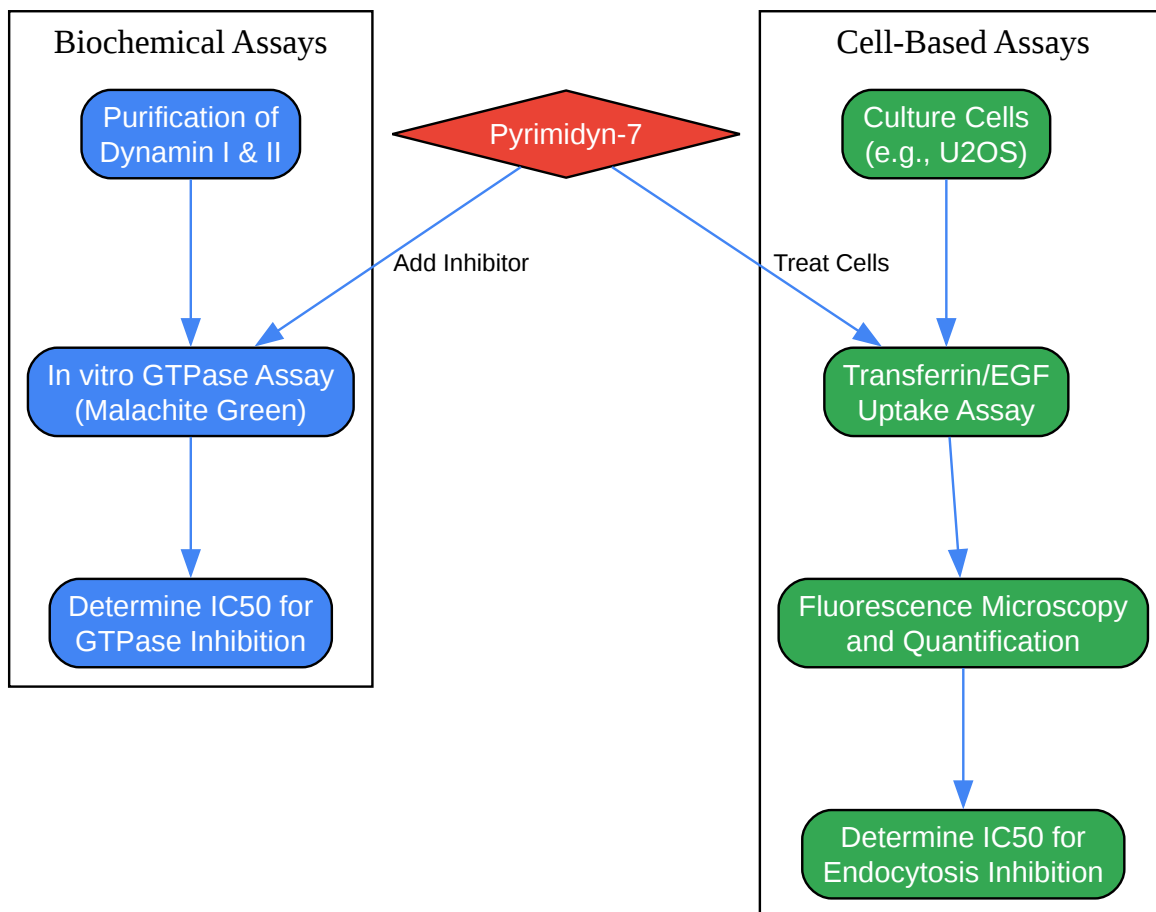 Biochemical Assays
Cell-Based Assays
Purification of
Dynamin I & II
Pyrimidyn-7
Culture Cells
(e.g., U2OS)
Add Inhibitor
Treat Cells
In vitro GTPase Assay
(Malachite Green)
Transferrin/EGF
Uptake Assay
Determine IC50 for
GTPase Inhibition
Fluorescence Microscopy
and Quantification
Determine IC50 for
Endocytosis Inhibition